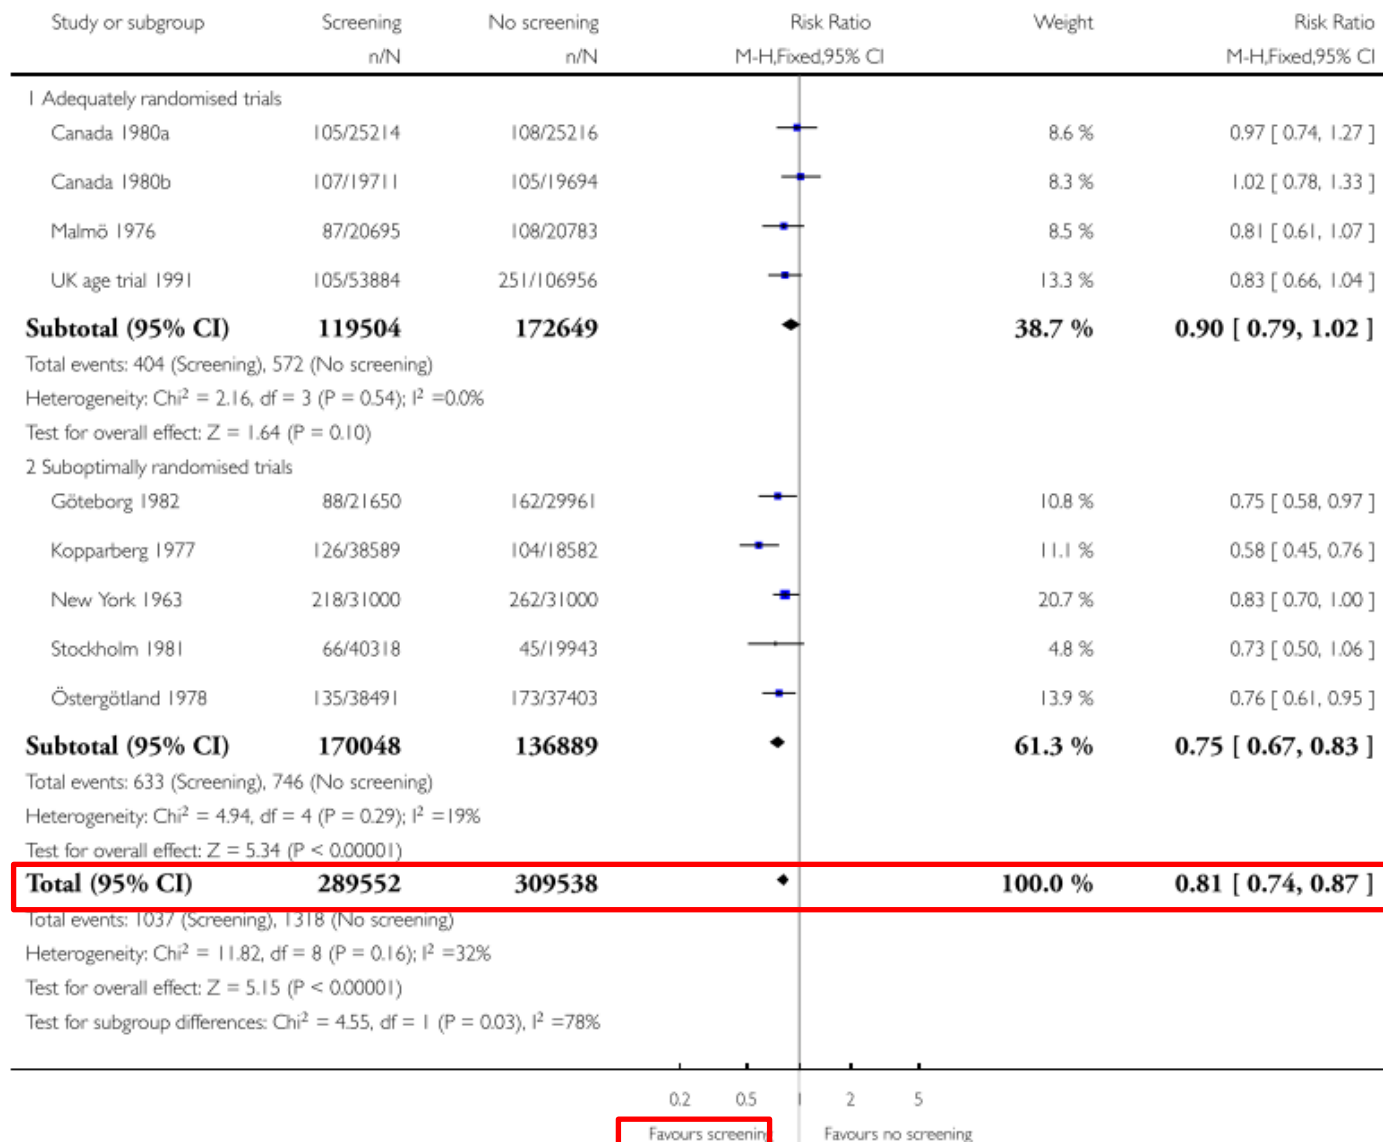 Study or subgroup Screening No screening Risk Ratio Weight Risk Ratio
n/N n/N M-H,Fixed,95% CI M-H,Fixed,95% CI
1 Adequately randomised trials
Canada 1980a 105/25214 108/25216 8.6 % 0.97 [ 0.74, 1.27 ]
Canada 1980b 107/19711 105/19694 8.3 % 1.02 [ 0.78, 1.33 ]
Malmö 1976 87/20695 108/20783 8.5 % 0.81 [ 0.61, 1.07 ]
UK age trial 1991 105/53884 251/106956 13.3 % 0.83 [ 0.66, 1.04 ]
Subtotal (95% CI) 119504 172649 38.7 % 0.90 [ 0.79, 1.02 ]
Total events: 404 (Screening), 572 (No screening)
Heterogeneity: Chi² = 2.16, df = 3 (P = 0.54); I² =0.0%
Test for overall effect: Z = 1.64 (P = 0.10)
2 Suboptimally randomised trials
Göteborg 1982 88/21650 162/29961 10.8 % 0.75 [ 0.58, 0.97 ]
Kopparberg 1977 126/38589 104/18582 11.1 % 0.58 [ 0.45, 0.76 ]
New York 1963 218/31000 262/31000 20.7 % 0.83 [ 0.70, 1.00 ]
Stockholm 1981 66/40318 45/19943 4.8 % 0.73 [ 0.50, 1.06 ]
Östergötland 1978 135/38491 173/37403 13.9 % 0.76 [ 0.61, 0.95 ]
Subtotal (95% CI) 170048 136889 61.3 % 0.75 [ 0.67, 0.83 ]
Total events: 633 (Screening), 746 (No screening)
Heterogeneity: Chi² = 4.94, df = 4 (P = 0.29); I² =19%
Test for overall effect: Z = 5.34 (P < 0.00001)
Total (95% CI) 289552 309538 100.0 % 0.81 [ 0.74, 0.87 ]
Total events: 1037 (Screening), 1318 (No screening)
Heterogeneity: Chi² = 11.82, df = 8 (P = 0.16); I² =32%
Test for overall effect: Z = 5.15 (P < 0.00001)
Test for subgroup differences: Chi² = 4.55, df = 1 (P = 0.03), I² =78%
0.2 0.5 1 2 5
Favours screening Favours no screening